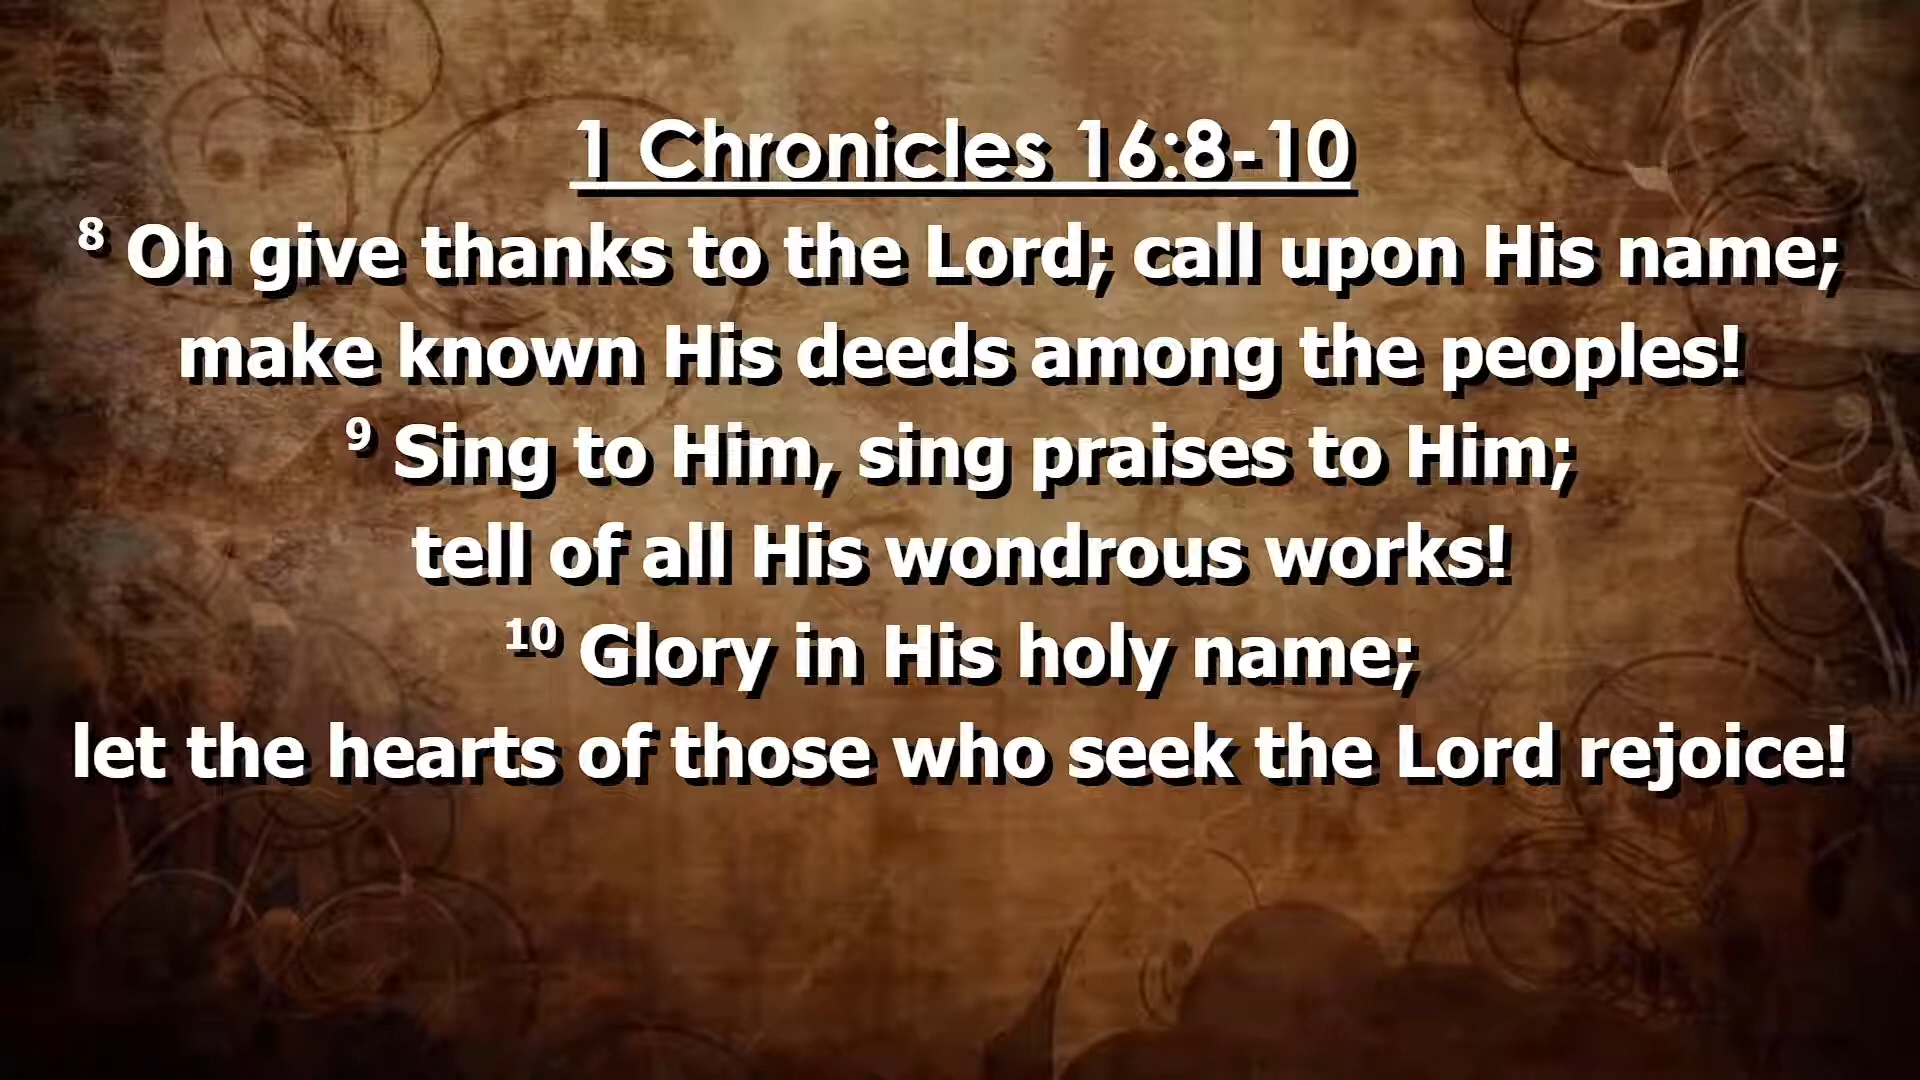 1 Chronicles 16:8-10
8 Oh give thanks to the Lord; call upon His name;
make known His deeds among the peoples!
9 Sing to Him, sing praises to Him;
tell of all His wondrous works!
10 Glory in His holy name;
let the hearts of those who seek the Lord rejoice!